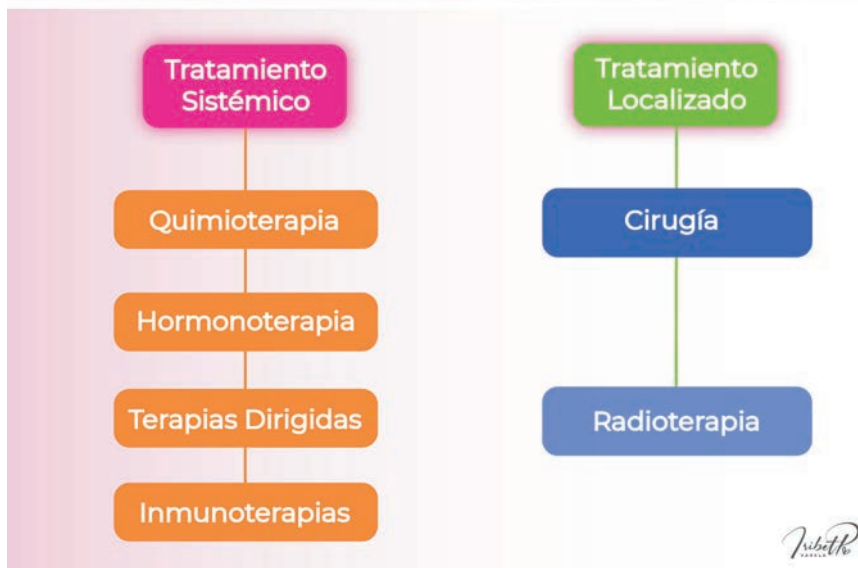 Tratamiento
Sistémico
Quimioterapia
Hormonoterapia
Terapias Dirigidas
Inmunoterapias
Tratamiento
Localizado
Cirugía
Radioterapia